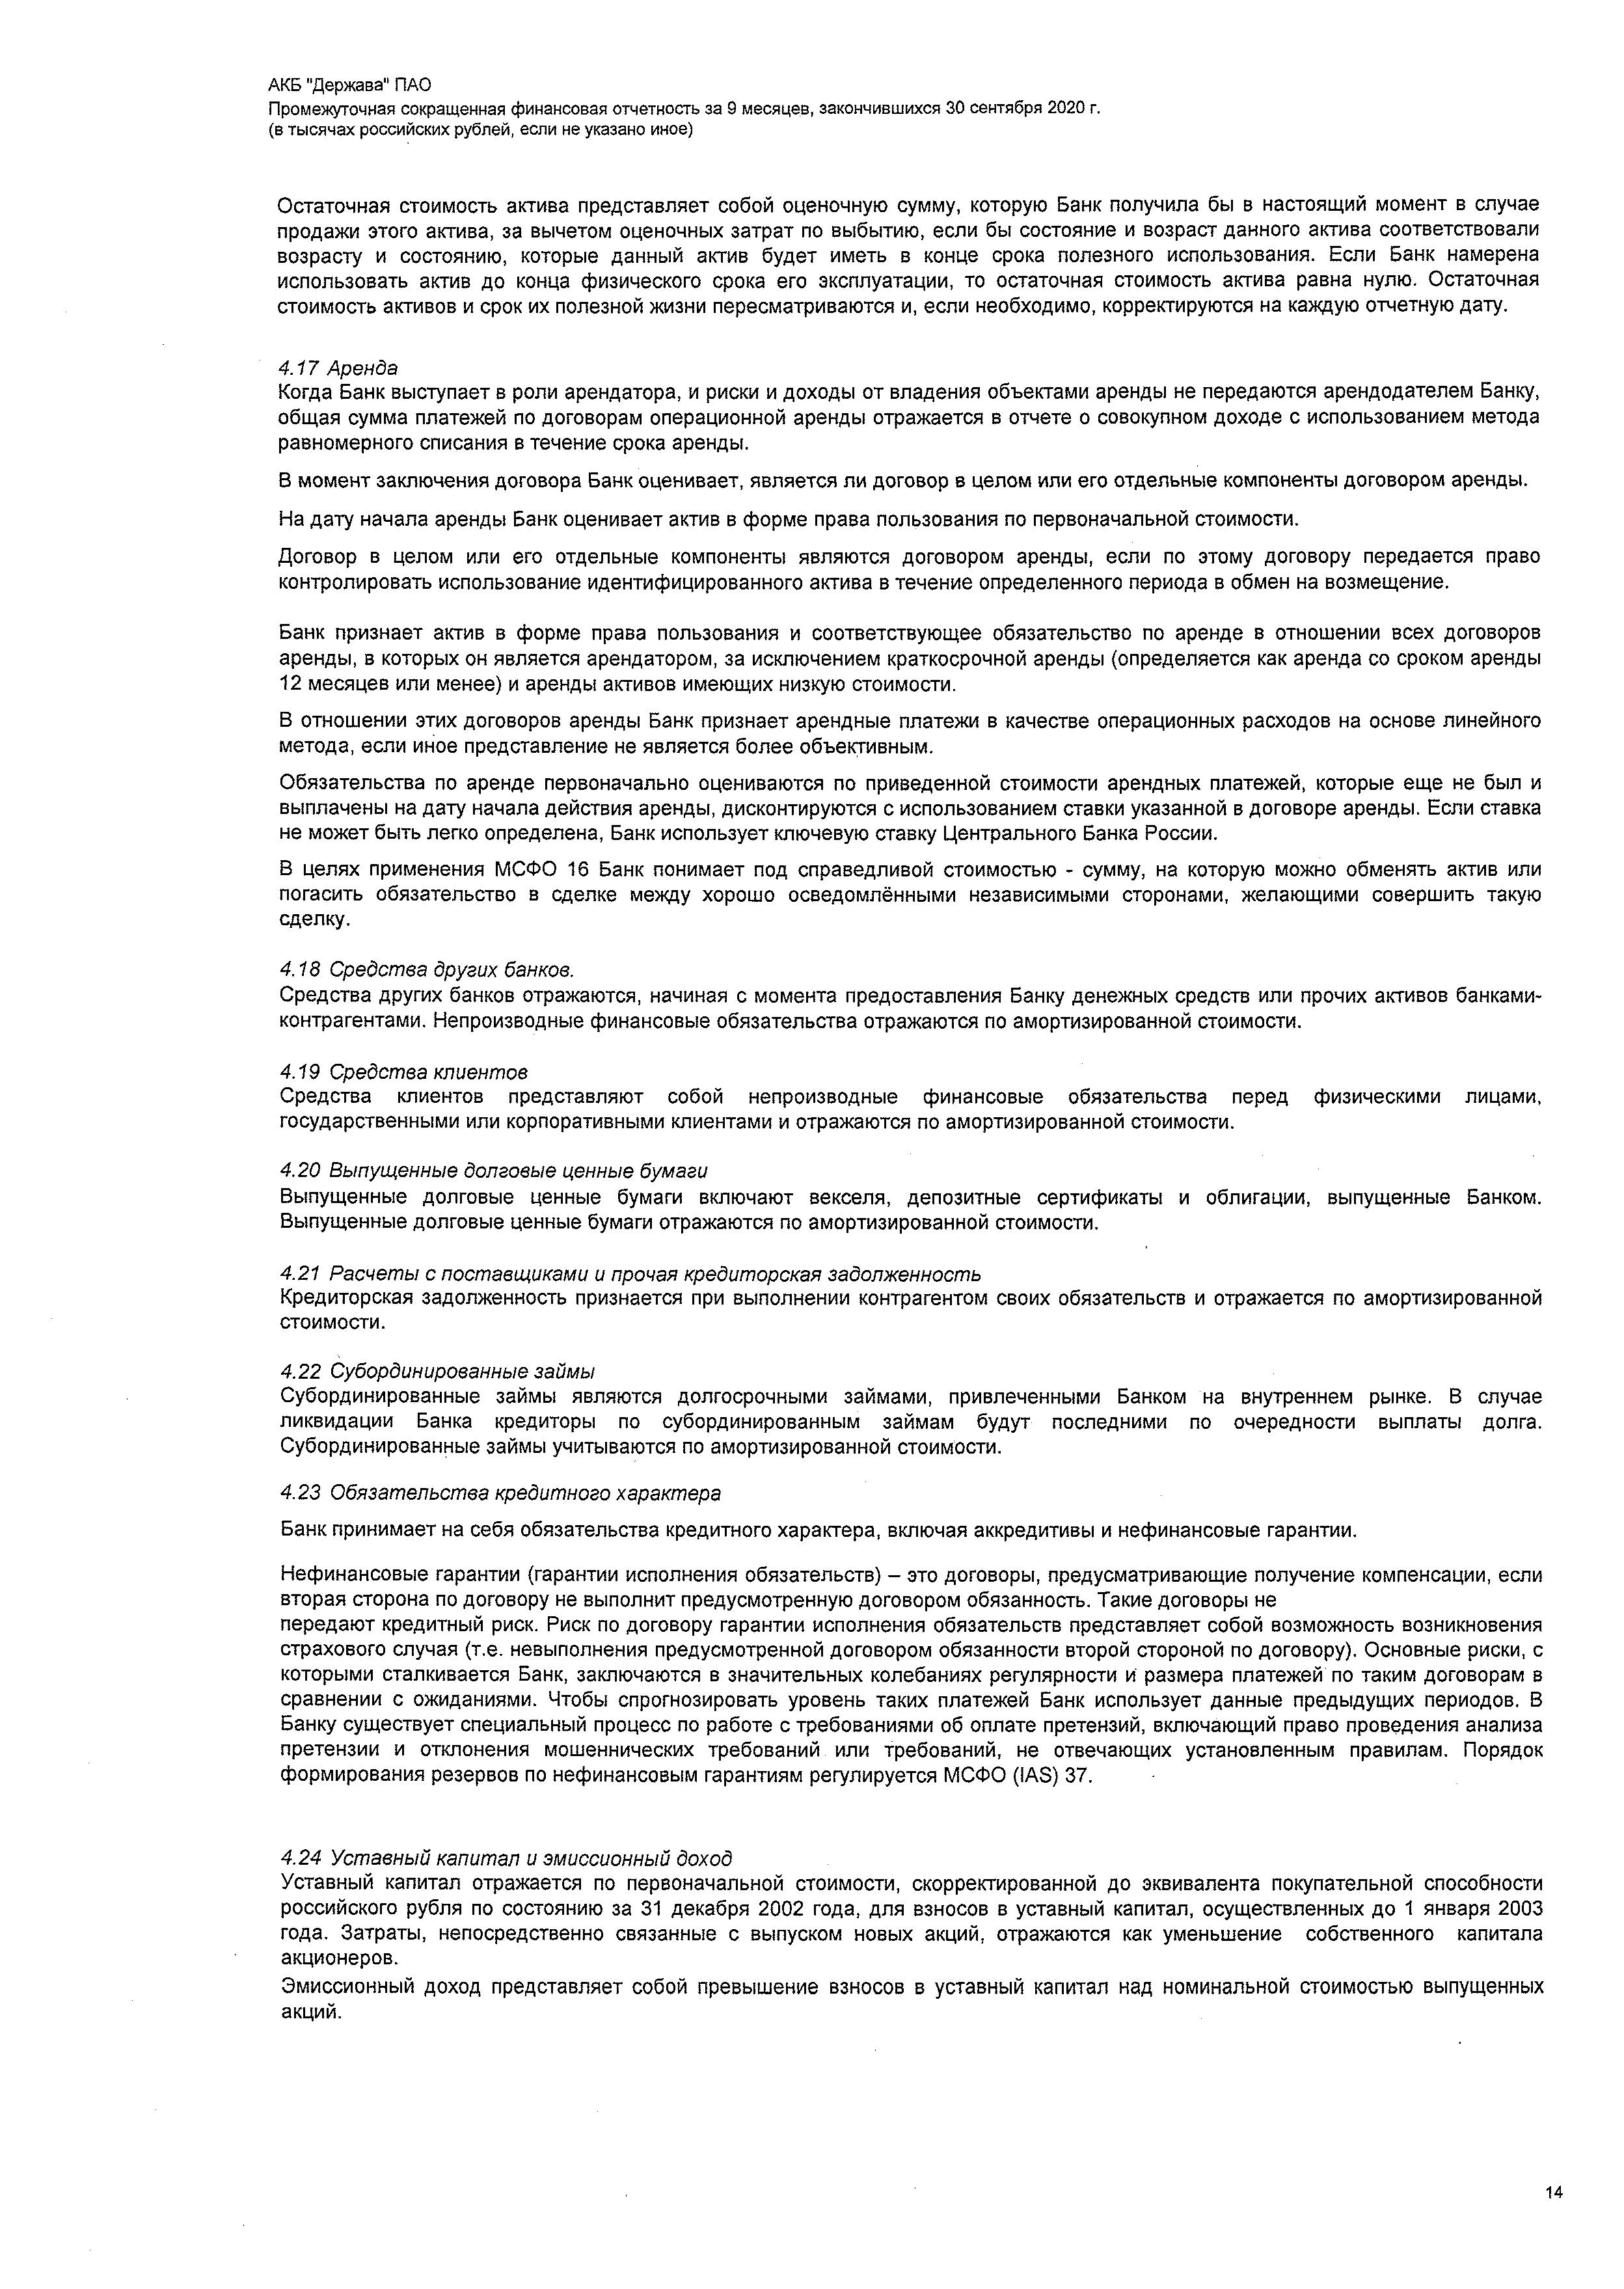 АКБ "Держава" ПАО
Промежуточная сокращенная финансовая отчетность за 9 месяцев, закончившихся 30 сентября 2020 г.
(в тысячах российских рублей, если не указано иное)
Остаточная стоимость актива представляет собой оценочную сумму, которую Банк получила бы в настоящий момент в случае
продажи этого актива, за вычетом оценочных затрат по выбытию, если бы состояние и возраст данного актива соответствовали
возрасту и состоянию, которые данный актив будет иметь в конце срока полезного использования. Если Банк намерена
использовать актив до конца физического срока его эксплуатации, то остаточная стоимость актива равна нулю. Остаточная
стоимость активов и срок их полезной жизни пересматриваются и, если необходимо, корректируются на каждую отчетную дату.
4.17 Аренда
Когда Банк выступает в роли арендатора, и риски и доходы от владения объектами аренды не передаются арендодателем Банку,
общая сумма платежей по договорам операционной аренды отражается в отчете о совокупном доходе с использованием метода
равномерного списания в течение срока аренды.
В момент заключения договора Банк оценивает, является ли договор в целом или его отдельные компоненты договором аренды.
На дату начала аренды Банк оценивает актив в форме права пользования по первоначальной стоимости.
Договор в целом или его отдельные компоненты являются договором аренды, если по этому договору передается право
контролировать использование идентифицированного актива в течение определенного периода в обмен на возмещение.
Банк признает актив в форме права пользования и соответствующее обязательство по аренде в отношении всех договоров
аренды, в которых он является арендатором, за исключением краткосрочной аренды (определяется как аренда со сроком аренды
12 месяцев или менее) и аренды активов имеющих низкую стоимости.
В отношении этих договоров аренды Банк признает арендные платежи в качестве операционных расходов на основе линейного
метода, если иное представление не является более объективным.
Обязательства по аренде первоначально оцениваются по приведенной стоимости арендных платежей, которые еще не был и
выплачены на дату начала действия аренды, дисконтируются с использованием ставки указанной в договоре аренды. Если ставка
не может быть легко определена, Банк использует ключевую ставку Центрального Банка России.
В целях применения МСФО 16 Банк понимает под справедливой стоимостью - сумму, на которую можно обменять актив или
погасить обязательство в сделке между хорошо осведомлёнными независимыми сторонами, желающими совершить такую
сделку.
4.18 Средства других банков.
Средства других банков отражаются, начиная с момента предоставления Банку денежных средств или прочих активов банками-
контрагентами. Непроизводные финансовые обязательства отражаются по амортизированной стоимости.
4.19 Средства клиентов
Средства клиентов представляют собой непроизводные финансовые обязательства перед физическими лицами,
государственными или корпоративными клиентами и отражаются по амортизированной стоимости.
4.20 Выпущенные долговые ценные бумаги
Выпущенные долговые ценные бумаги включают векселя, депозитные сертификаты и облигации, выпущенные Банком.
Выпущенные долговые ценные бумаги отражаются по амортизированной стоимости.
4.21 Расчеты с поставщиками и прочая кредиторская задолженность
Кредиторская задолженность признается при выполнении контрагентом своих обязательств и отражается по амортизированной
стоимости.
4.22 Субординированные займы
Субординированные займы являются долгосрочными займами, привлеченными Банком на внутреннем рынке. В случае
ликвидации Банка кредиторы по субординированным займам будут последними по очередности выплаты долга.
Субординированные займы учитываются по амортизированной стоимости.
4.23 Обязательства кредитного характера
Банк принимает на себя обязательства кредитного характера, включая аккредитивы и нефинансовые гарантии.
Нефинансовые гарантии (гарантии исполнения обязательств) – это договоры, предусматривающие получение компенсации, если
вторая сторона по договору не выполнит предусмотренную договором обязанность. Такие договоры не
передают кредитный риск. Риск по договору гарантии исполнения обязательств представляет собой возможность возникновения
страхового случая (т.е. невыполнения предусмотренной договором обязанности второй стороной по договору). Основные риски, с
которыми сталкивается Банк, заключаются в значительных колебаниях регулярности и размера платежей по таким договорам в
сравнении с ожиданиями. Чтобы спрогнозировать уровень таких платежей Банк использует данные предыдущих периодов. В
Банку существует специальный процесс по работе с требованиями об оплате претензий, включающий право проведения анализа
претензии и отклонения мошеннических требований или требований, не отвечающих установленным правилам. Порядок
формирования резервов по нефинансовым гарантиям регулируется МСФО (IAS) 37.
4.24 Уставный капитал и эмиссионный доход
Уставный капитал отражается по первоначальной стоимости, скорректированной до эквивалента покупательной способности
российского рубля по состоянию за 31 декабря 2002 года, для взносов в уставный капитал, осуществленных до 1 января 2003
года. Затраты, непосредственно связанные с выпуском новых акций, отражаются как уменьшение собственного капитала
акционеров.
Эмиссионный доход представляет собой превышение взносов в уставный капитал над номинальной стоимостью выпущенных
акций.
14